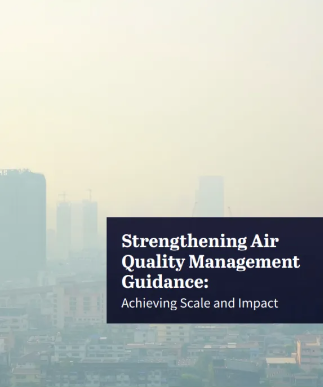 Strengthening Air
Quality Management
Guidance:
Achieving Scale and Impact